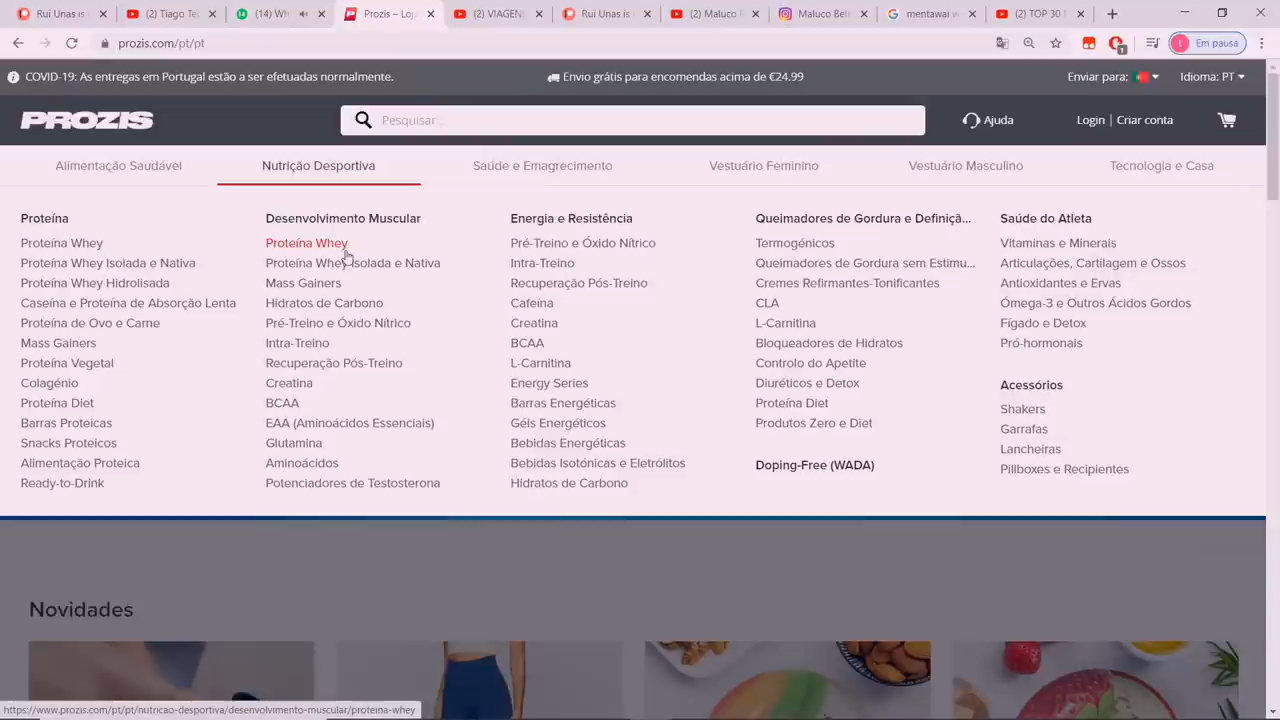 Rui Unas is
(2) Tiago Te
(14) Wh
Prozis – Loj
(2) VIAGENS
Rui Unas is
(2) Maluco
Maluco Bel
mentawai
(2) TOP 30
prozis.com/pt/pt
1
t
Em pausa
COVID-19: As entregas em Portugal estão a ser efetuadas normalmente.
Envio grátis para encomendas acima de €24.99
Enviar para:
Idioma: PT
PROZIS
Pesquisar...
Ajuda
Login | Criar conta
Alimentação Saudável
Nutrição Desportiva
Saúde e Emagrecimento
Vestuário Feminino
Vestuário Masculino
Tecnologia e Casa
Proteína
Proteína Whey
Proteína Whey Isolada e Nativa
Proteína Whey Hidrolisada
Caseína e Proteína de Absorção Lenta
Proteína de Ovo e Carne
Mass Gainers
Proteína Vegetal
Colagénio
Proteína Diet
Barras Proteicas
Snacks Proteicos
Alimentação Proteica
Ready-to-Drink
Desenvolvimento Muscular
Proteína Whey
Proteína Whey Isolada e Nativa
Mass Gainers
Hidratos de Carbono
Pré-Treino e Óxido Nítrico
Intra-Treino
Recuperação Pós-Treino
Creatina
BCAA
EAA (Aminoácidos Essenciais)
Glutamina
Aminoácidos
Potenciadores de Testosterona
Energia e Resistência
Pré-Treino e Óxido Nítrico
Intra-Treino
Recuperação Pós-Treino
Cafeína
Creatina
BCAA
L-Carnitina
Energy Series
Barras Energéticas
Géis Energéticos
Bebidas Energéticas
Bebidas Isotónicas e Eletrólitos
Hidratos de Carbono
Queimadores de Gordura e Definiçã...
Termogénicos
Queimadores de Gordura sem Estimu...
Cremes Refirmantes-Tonificantes
CLA
L-Carnitina
Bloqueadores de Hidratos
Controlo do Apetite
Diuréticos e Detox
Proteína Diet
Produtos Zero e Diet
Doping-Free (WADA)
Saúde do Atleta
Vitaminas e Minerais
Articulações, Cartilagem e Ossos
Antioxidantes e Ervas
Ómega-3 e Outros Ácidos Gordos
Fígado e Detox
Pró-hormonais
Acessórios
Shakers
Garrafas
Lancheiras
Pillboxes e Recipientes
Novidades
https://www.prozis.com/pt/pt/nutricao-desportiva/desenvolvimento-muscular/proteina-whey